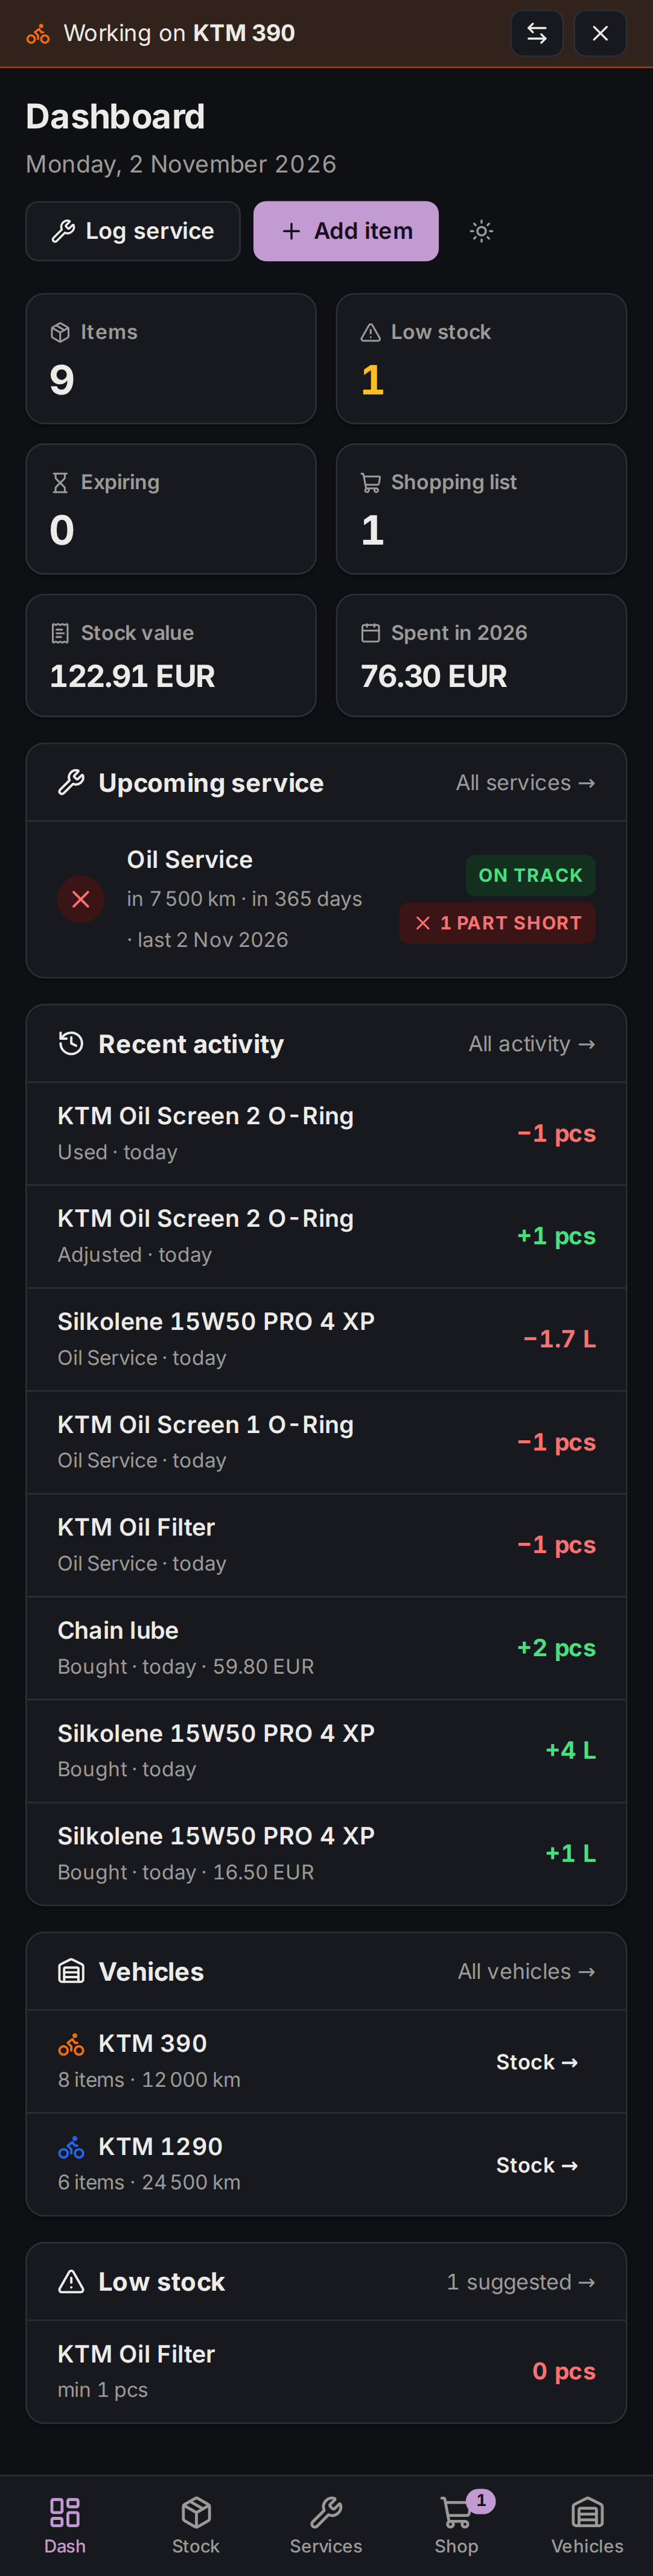 Working on KTM 390
Dashboard
Monday, 2 November 2026
Log service
Add item
Items
9
Low stock
1
Expiring
0
Shopping list
1
Stock value
122.91 EUR
Spent in 2026
76.30 EUR
Upcoming service
All services →
Oil Service
in 7 500 km · in 365 days
· last 2 Nov 2026
ON TRACK
1 PART SHORT
Recent activity
All activity →
KTM Oil Screen 2 O-Ring
Used · today
−1 pcs
KTM Oil Screen 2 O-Ring
Adjusted · today
+1 pcs
Silkolene 15W50 PRO 4 XP
Oil Service · today
−1.7 L
KTM Oil Screen 1 O-Ring
Oil Service · today
−1 pcs
KTM Oil Filter
Oil Service · today
−1 pcs
Chain lube
Bought · today · 59.80 EUR
+2 pcs
Silkolene 15W50 PRO 4 XP
Bought · today
+4 L
Silkolene 15W50 PRO 4 XP
Bought · today · 16.50 EUR
+1 L
Vehicles
All vehicles →
KTM 390
8 items · 12 000 km
Stock →
KTM 1290
6 items · 24 500 km
Stock →
Low stock
1 suggested →
KTM Oil Filter
min 1 pcs
0 pcs
Dash
Stock
Services
1
Shop
Vehicles